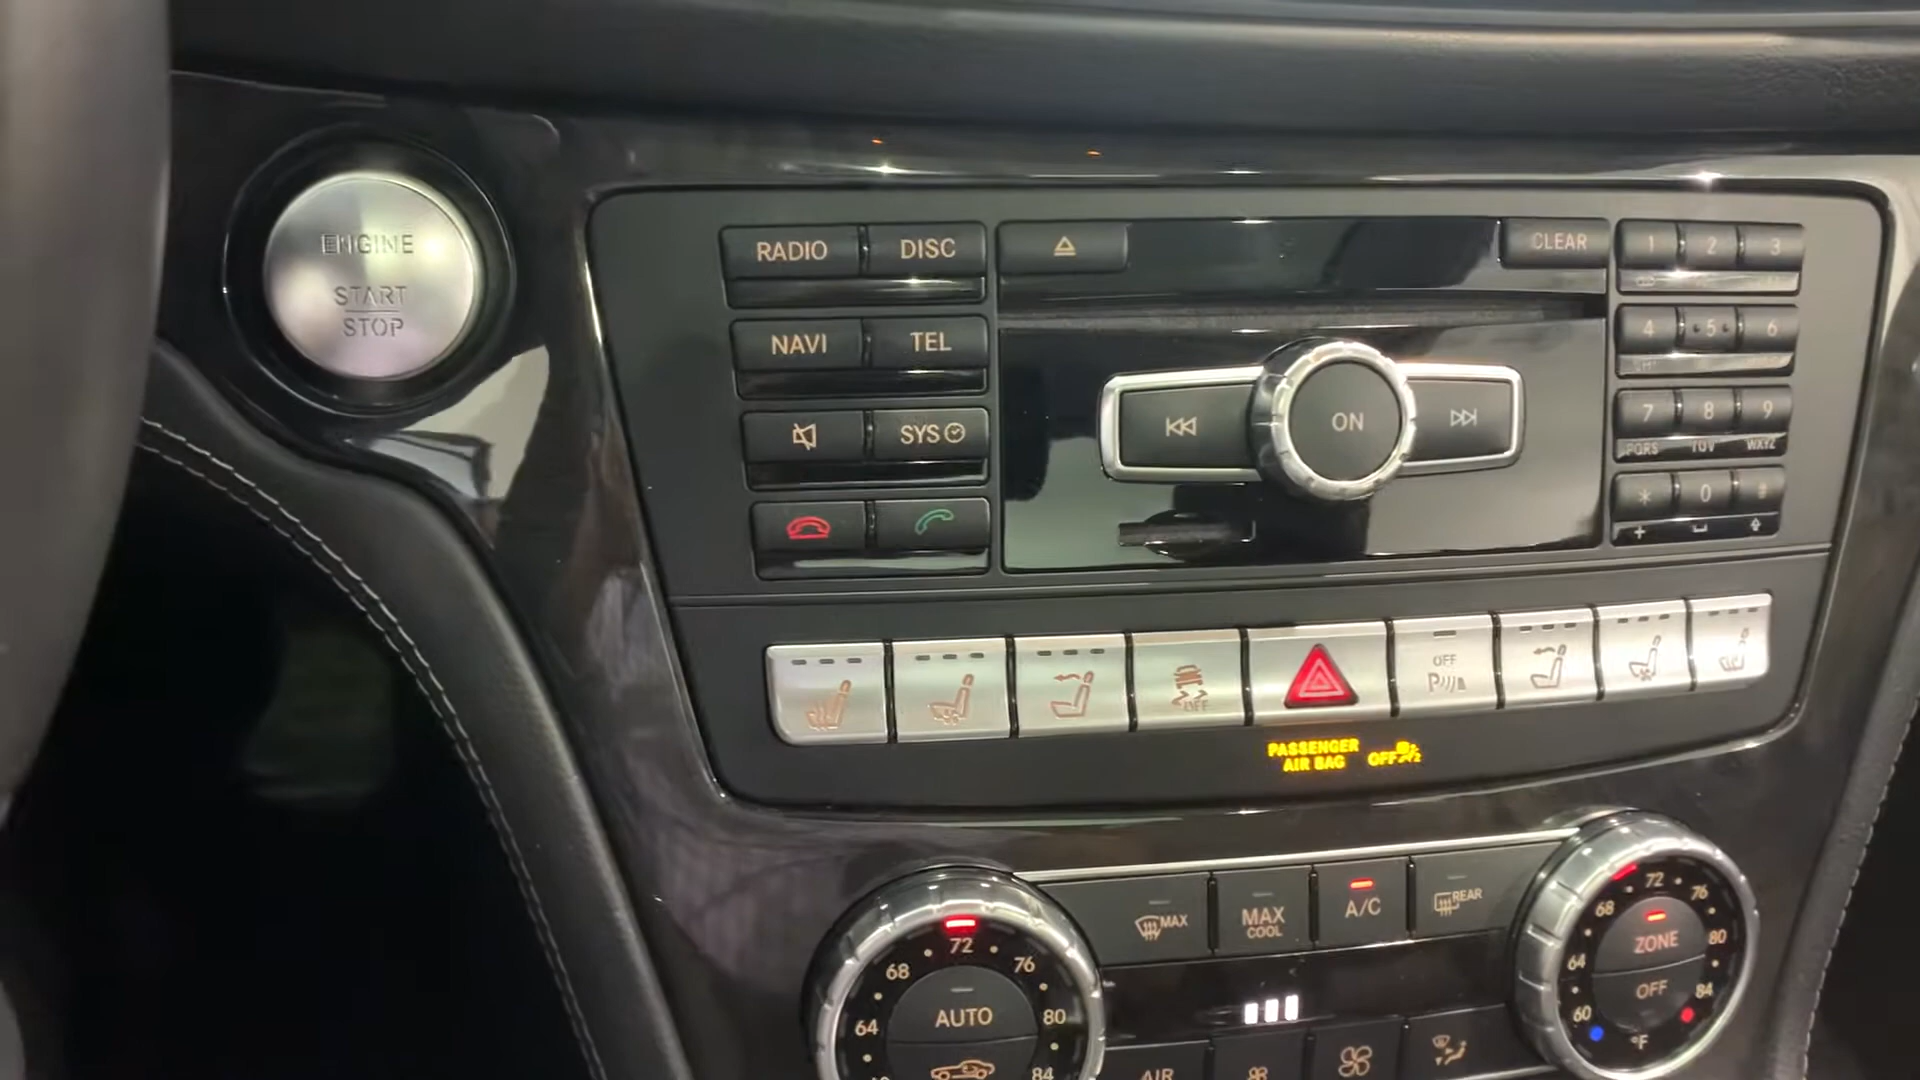 ENGINE
START
STOP
RADIO DISC
CLEAR
1 2 3
NAVI TEL
4 5 6
ON
SYS
7 8 9
PQRS TUV WXYZ
* 0
+
OFF
P
OFF
PASSENGER
AIR BAG OFF
72
68 76
64 80
84
AUTO
MAX
MAX
COOL
A/C
REAR
AIR
72
68 76
64 80
60 84
ZONE
OFF
°F